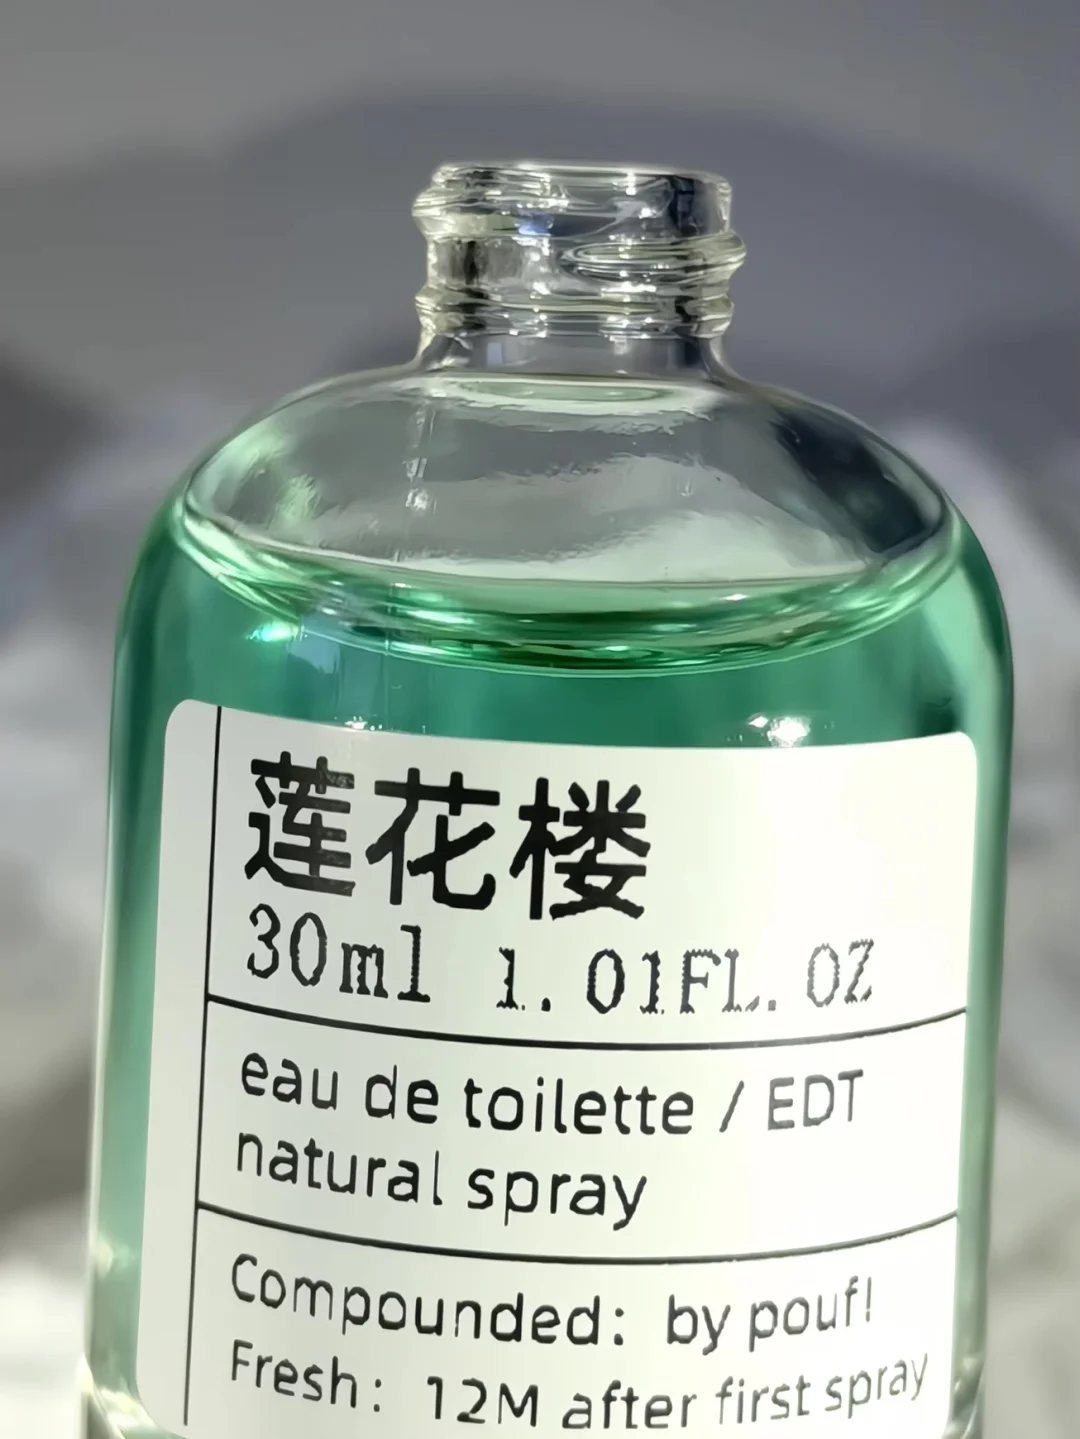 莲花楼
30ml 1.01FL.OZ
eau de toilette / EDT
natural spray
Compounded: by pouf!
Fresh: 12M after first spray